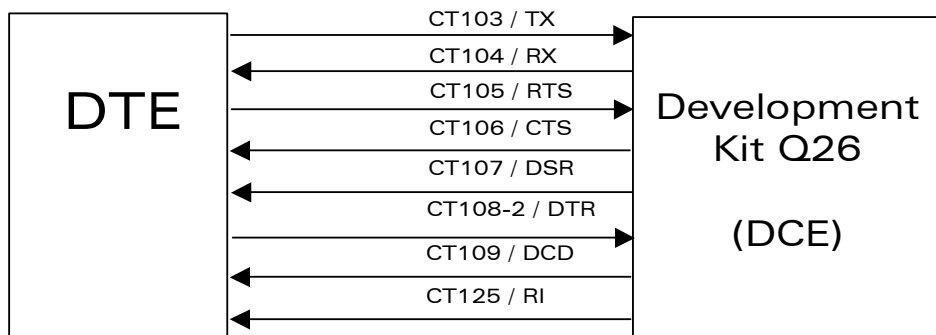 CT103 / TX
CT104 / RX
CT105 / RTS
CT106 / CTS
CT107 / DSR
CT108-2 / DTR
CT109 / DCD
CT125 / RI
DTE
Development
Kit Q26
(DCE)